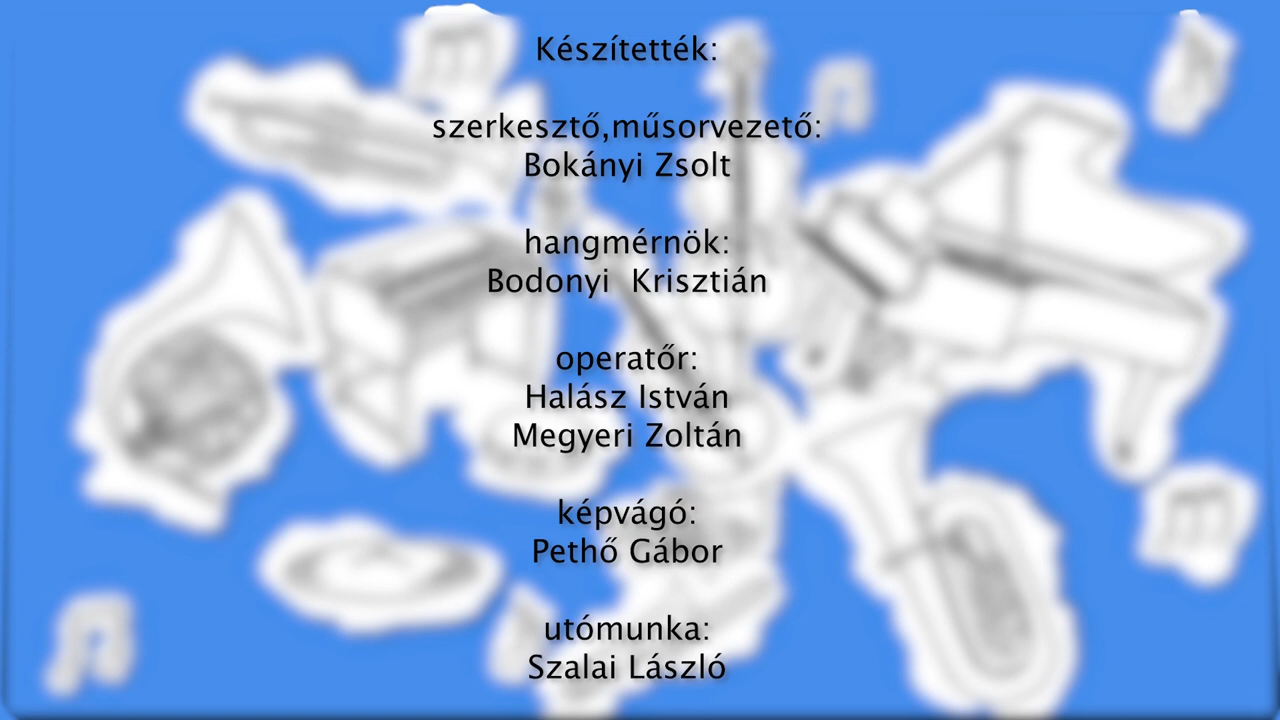 Készítették:
szerkesztő,műsorvezető:
Bokányi Zsolt
hangmérnök:
Bodonyi  Krisztián
operatőr:
Halász István
Megyeri Zoltán
képvágó:
Pethő Gábor
utómunka:
Szalai László